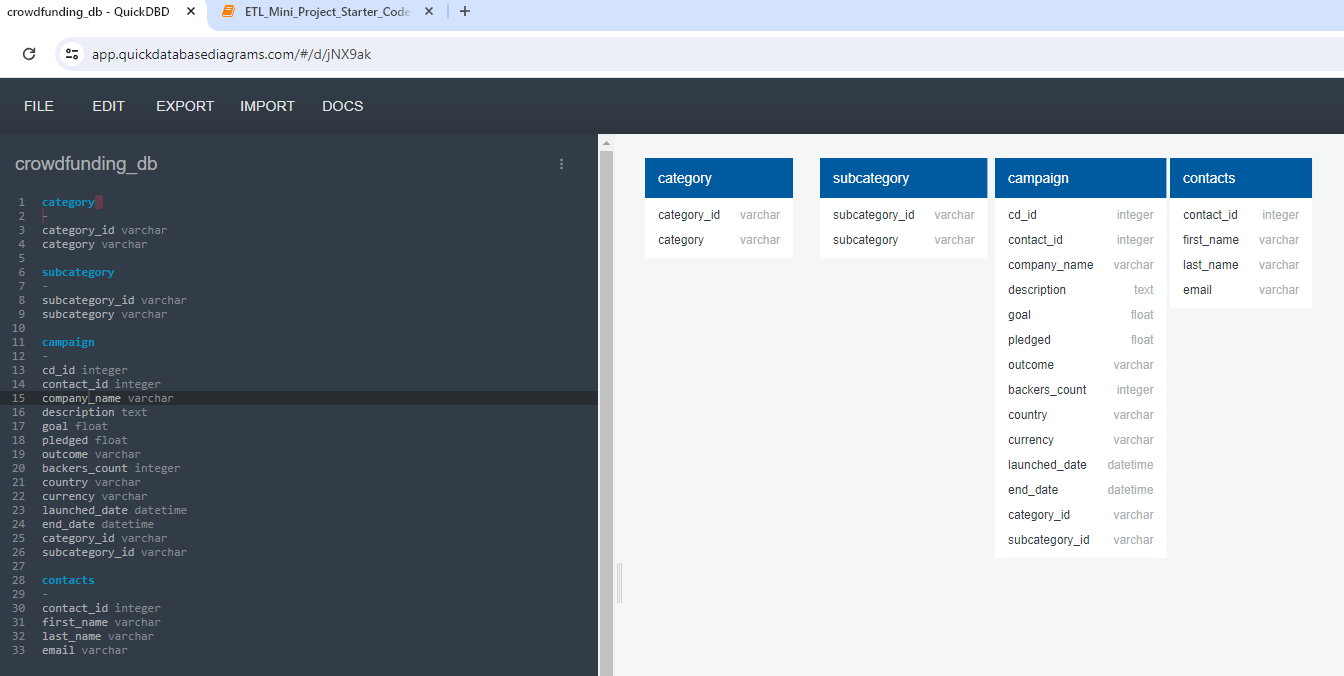 crowdfunding_db - QuickDBD
ETL_Mini_Project_Starter_Code
app.quickdatabasediagrams.com/#/d/jNX9ak
FILE EDIT EXPORT IMPORT DOCS
crowdfunding_db
1 category
2 -
3 category_id varchar
4 category varchar
5
6 subcategory
7 -
8 subcategory_id varchar
9 subcategory varchar
10
11 campaign
12 -
13 cd_id integer
14 contact_id integer
15 company_name varchar
16 description text
17 goal float
18 pledged float
19 outcome varchar
20 backers_count integer
21 country varchar
22 currency varchar
23 launched_date datetime
24 end_date datetime
25 category_id varchar
26 subcategory_id varchar
27
28 contacts
29 -
30 contact_id integer
31 first_name varchar
32 last_name varchar
33 email varchar
category
category_id varchar
category varchar
subcategory
subcategory_id varchar
subcategory varchar
campaign
cd_id integer
contact_id integer
company_name varchar
description text
goal float
pledged float
outcome varchar
backers_count integer
country varchar
currency varchar
launched_date datetime
end_date datetime
category_id varchar
subcategory_id varchar
contacts
contact_id integer
first_name varchar
last_name varchar
email varchar